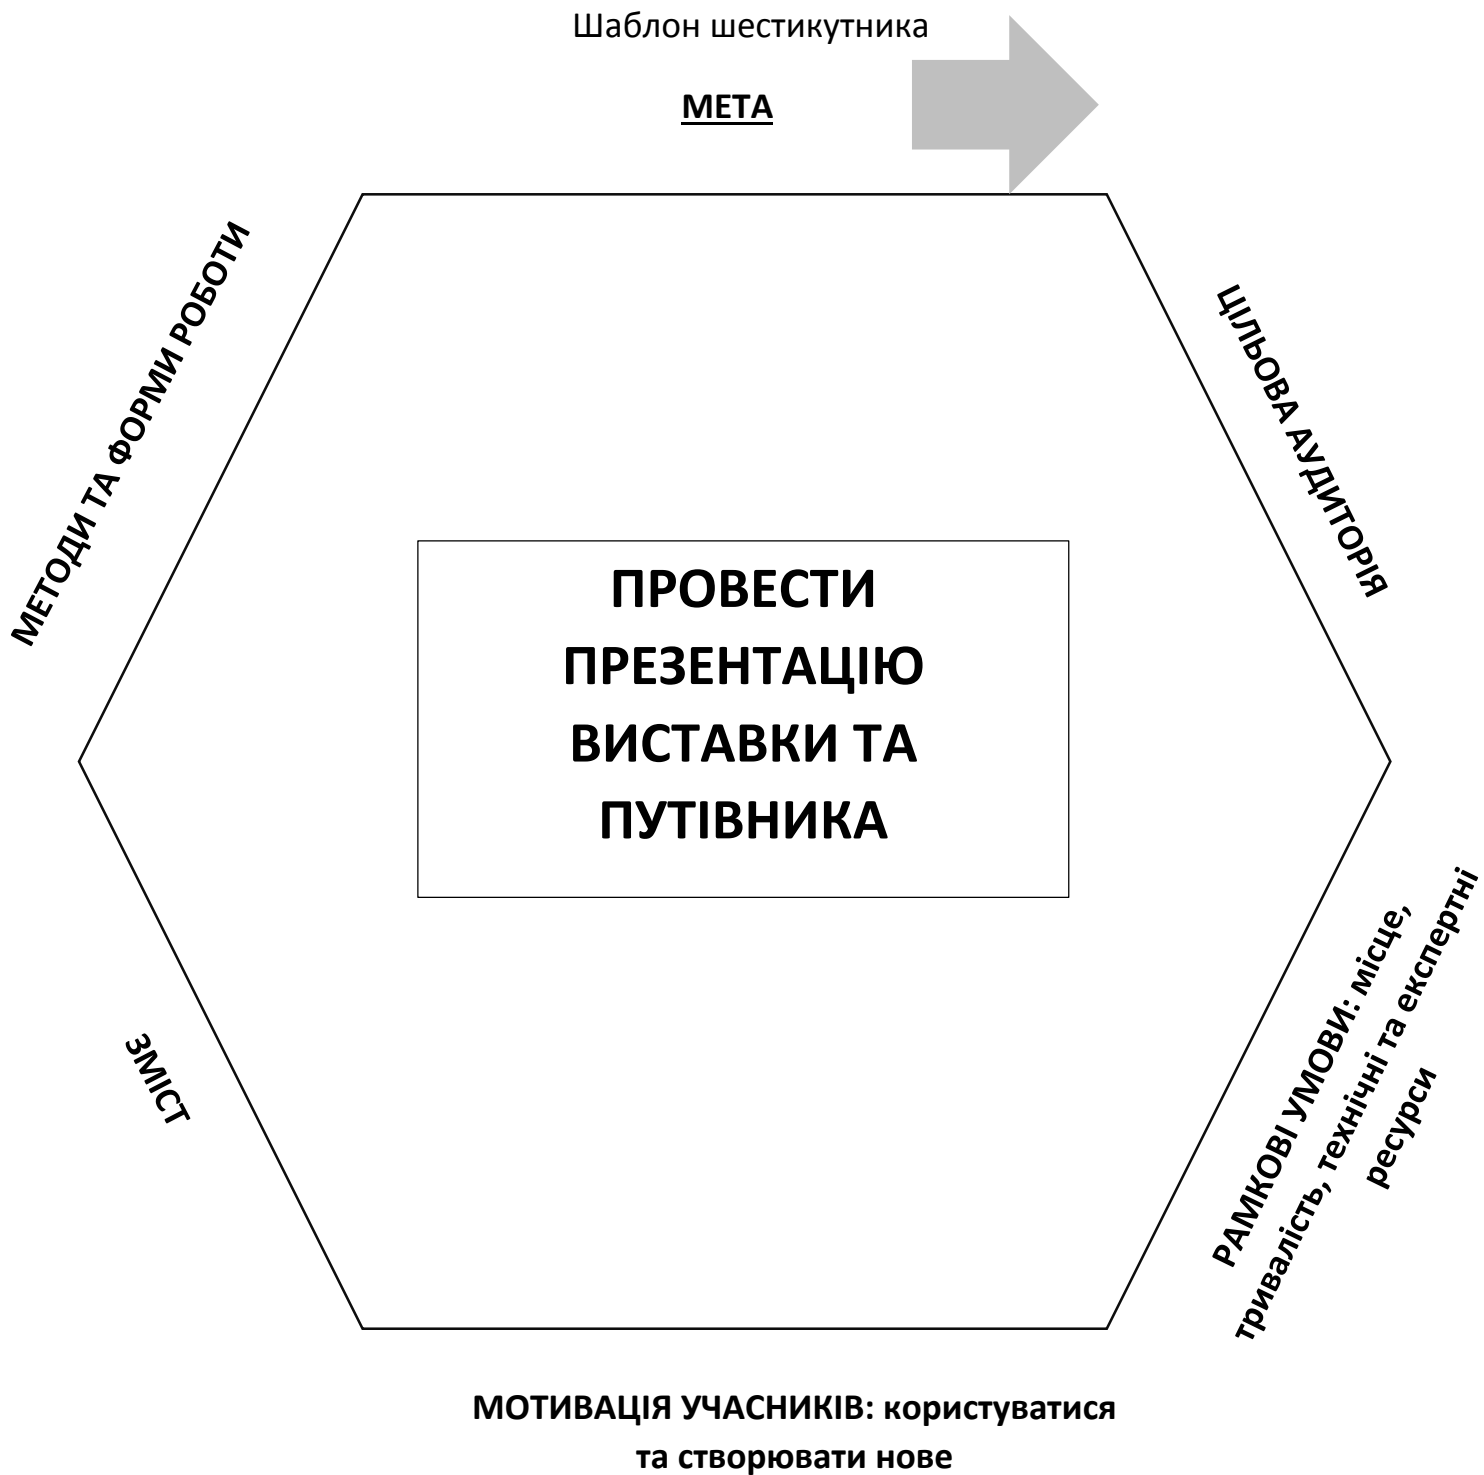 Шаблон шестикутника
МЕТА
ЦІЛЬОВА АУДИТОРІЯ
РАМКОВІ УМОВИ: місце,
тривалість, технічні та експертні
ресурси
МОТИВАЦІЯ УЧАСНИКІВ: користуватися
та створювати нове
ЗМІСТ
МЕТОДИ ТА ФОРМИ РОБОТИ
ПРОВЕСТИ
ПРЕЗЕНТАЦІЮ
ВИСТАВКИ ТА
ПУТІВНИКА